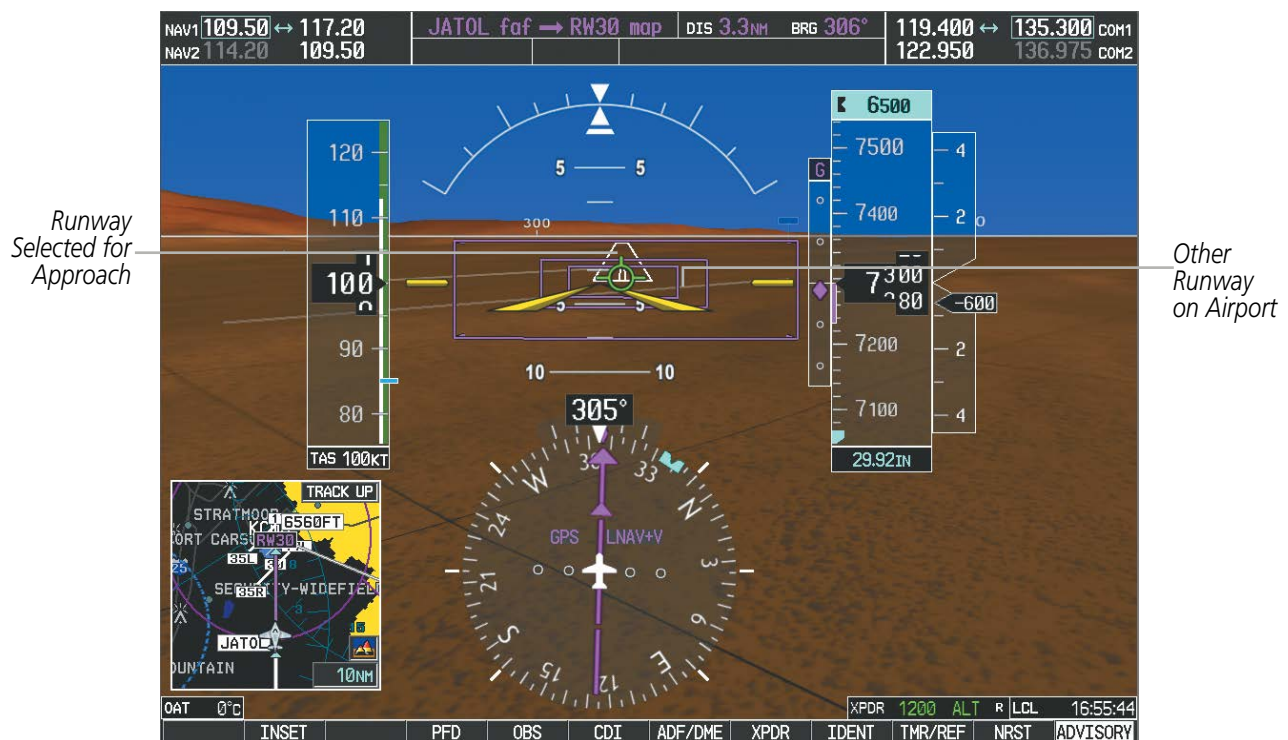 NAV1 109.50 ↔ 117.20
NAV2 114.20 109.50
JATOL faf → RW30 map
DIS 3.3NM BRG 306°
119.400 ↔ 135.300 COM1
122.950 136.975 COM2
Runway
Selected for
Approach
Other
Runway
on Airport
120
110
100
90
80
TAS 100KT
5 5
300
5 5
10 10
6500
7500
7400
7300
80
7200
7100
29.92IN
G
4
2
-600
2
4
305°
33
N
3
6
E
12
15
S
21
24
W
GPS LNAV+V
TRACK UP
STRATMOOR
6560FT
RW30
35L
35R
SECURITY-WIDEFIELD
JATOL
10NM
OAT 0°C
XPDR 1200 ALT R LCL 16:55:44
INSET PFD OBS CDI ADF/DME XPDR IDENT TMR/REF NRST ADVISORY